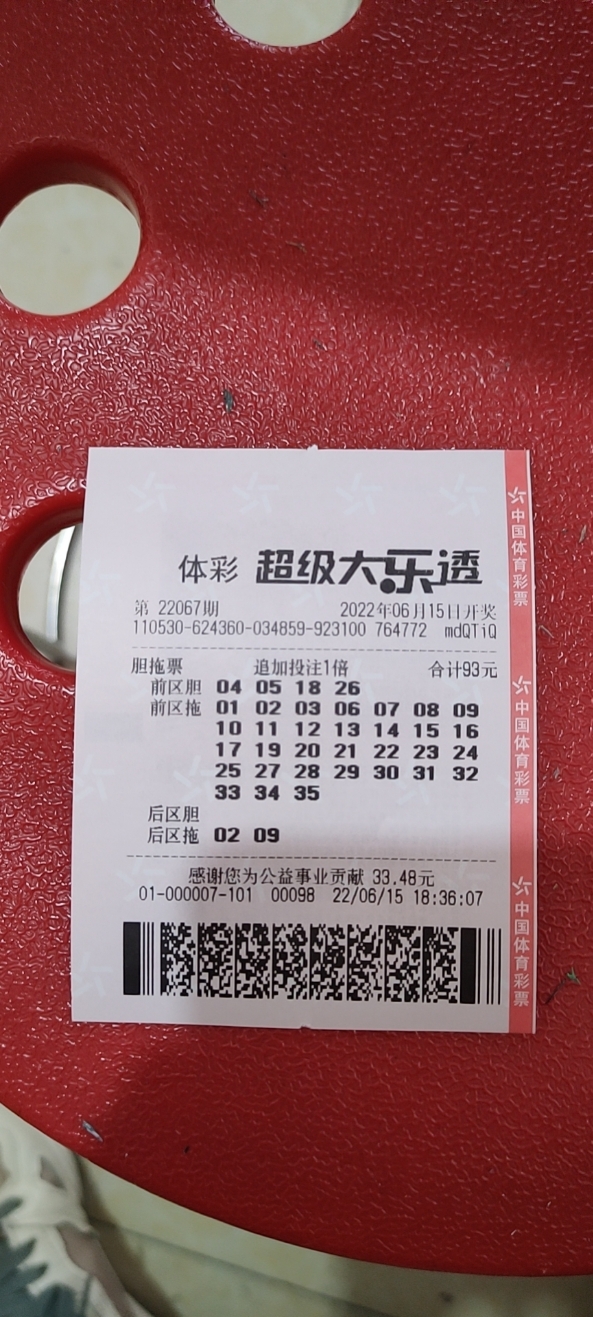 体彩 超级大乐透
第 22067期 2022年06月15日开奖
110530-624360-034859-923100 764772 mdQTiQ
胆拖票 追加投注1倍 合计93元
前区胆 04 05 18 26
前区拖 01 02 03 06 07 08 09
10 11 12 13 14 15 16
17 19 20 21 22 23 24
25 27 28 29 30 31 32
33 34 35
后区胆
后区拖 02 09
感谢您为公益事业贡献 33.48元
01-000007-101 00098 22/06/15 18:36:07
中国体育彩票
中国体育彩票
中国体育彩票